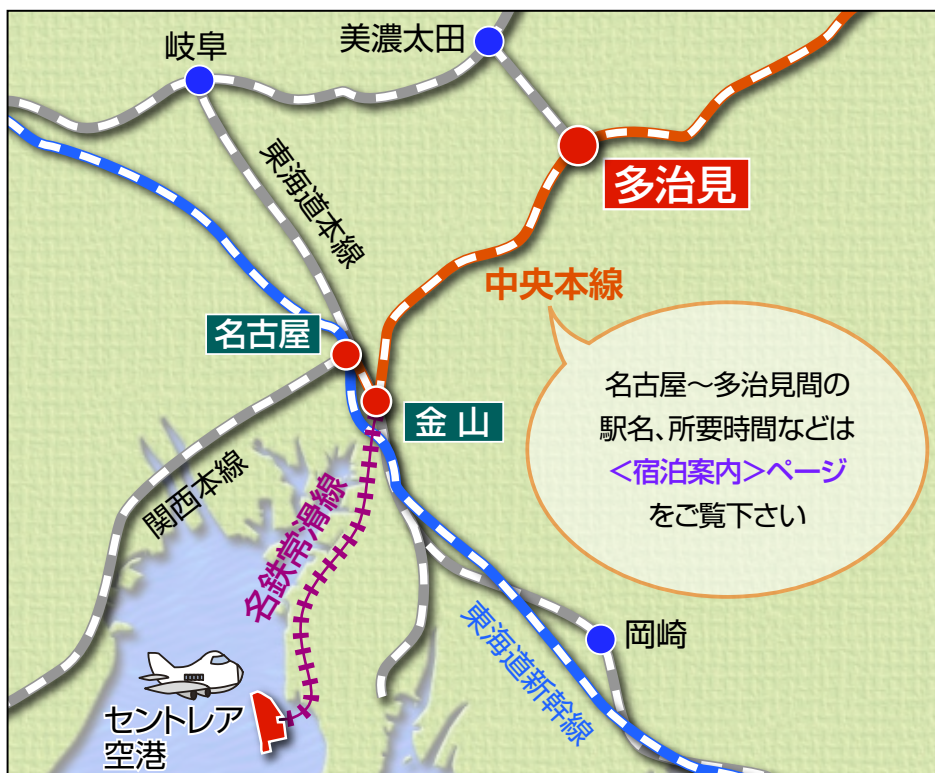 岐阜
美濃太田
東海道本線
多治見
中央本線
名古屋
金山
名古屋～多治見間の
駅名、所要時間などは
<宿泊案内>ページ
をご覧下さい
関西本線
名鉄常滑線
岡崎
東海道新幹線
セントレア
空港